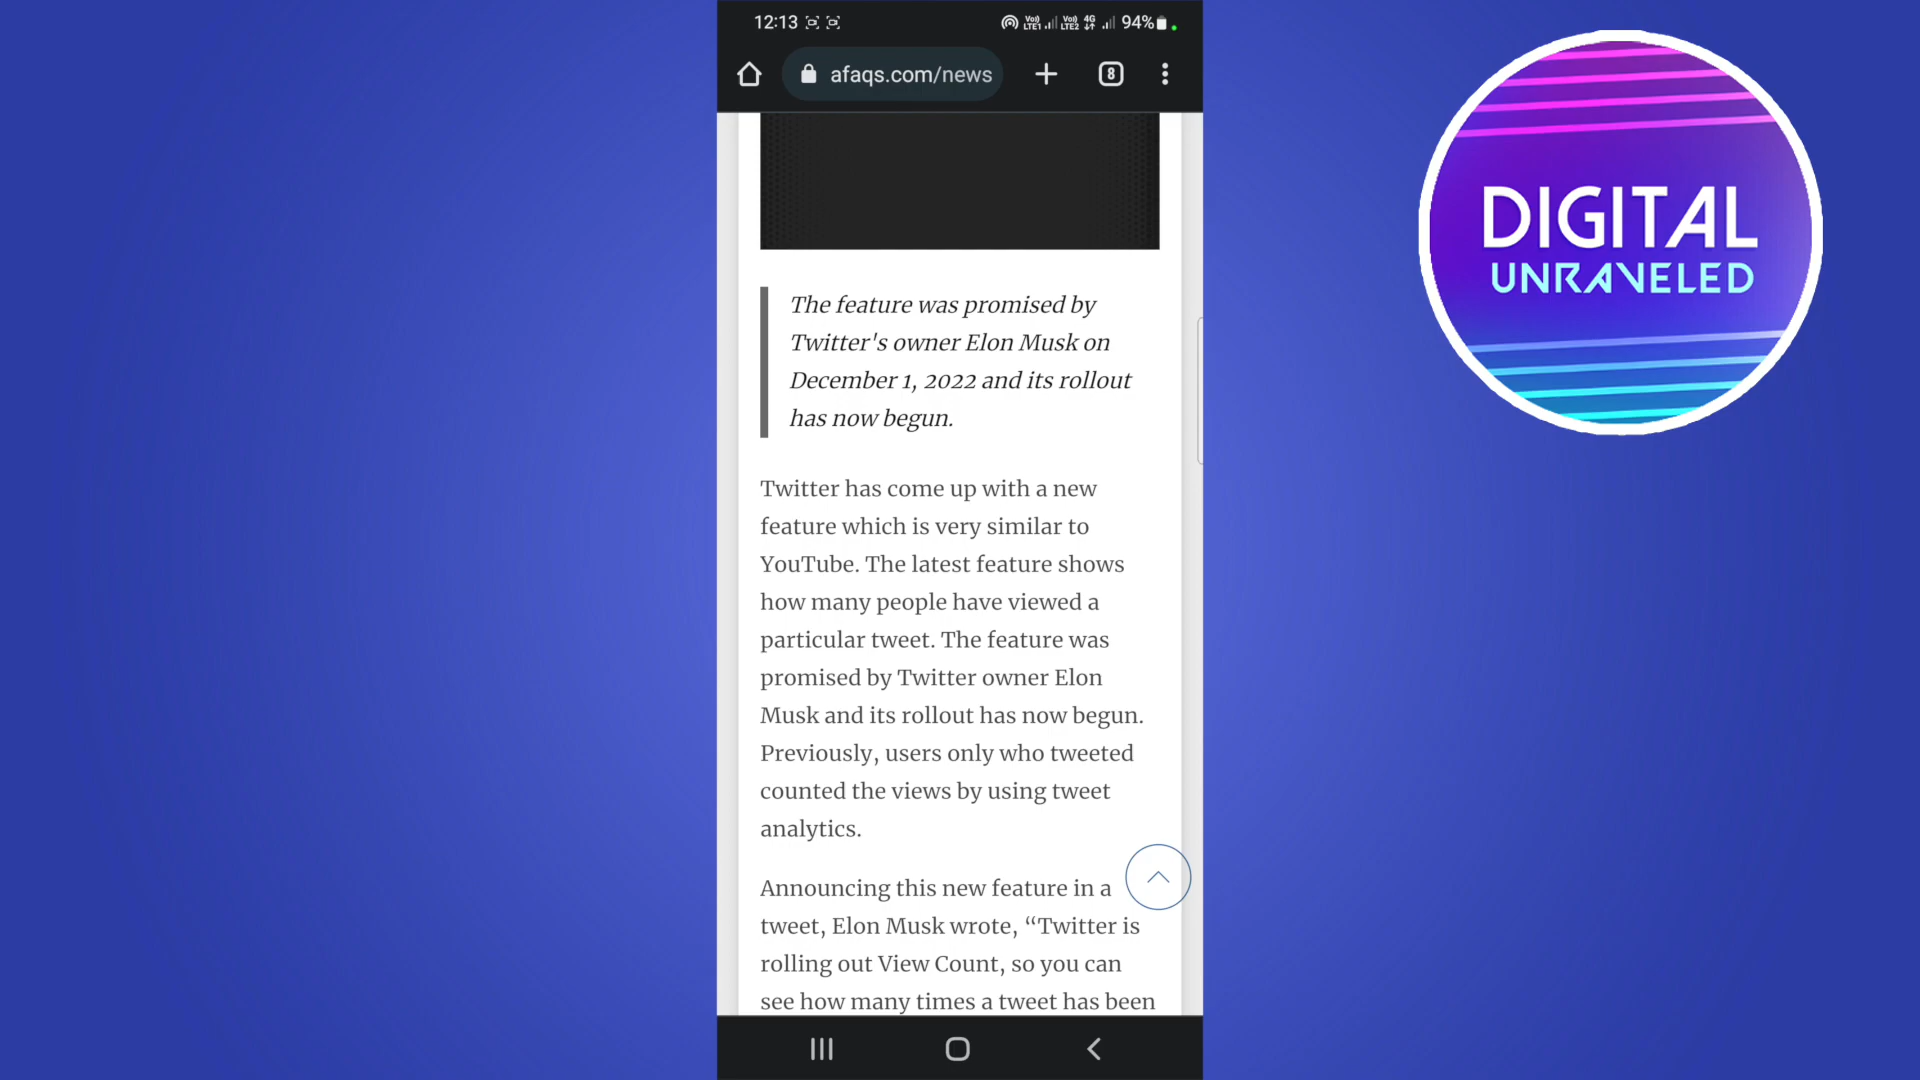 12:13
Vo) LTE1 Vo) LTE2 4G 94%
afaqs.com/news
8
The feature was promised by
Twitter's owner Elon Musk on
December 1, 2022 and its rollout
has now begun.
Twitter has come up with a new
feature which is very similar to
YouTube. The latest feature shows
how many people have viewed a
particular tweet. The feature was
promised by Twitter owner Elon
Musk and its rollout has now begun.
Previously, users only who tweeted
counted the views by using tweet
analytics.
Announcing this new feature in a
tweet, Elon Musk wrote, “Twitter is
rolling out View Count, so you can
see how many times a tweet has been
DIGITAL
UNRAVELED